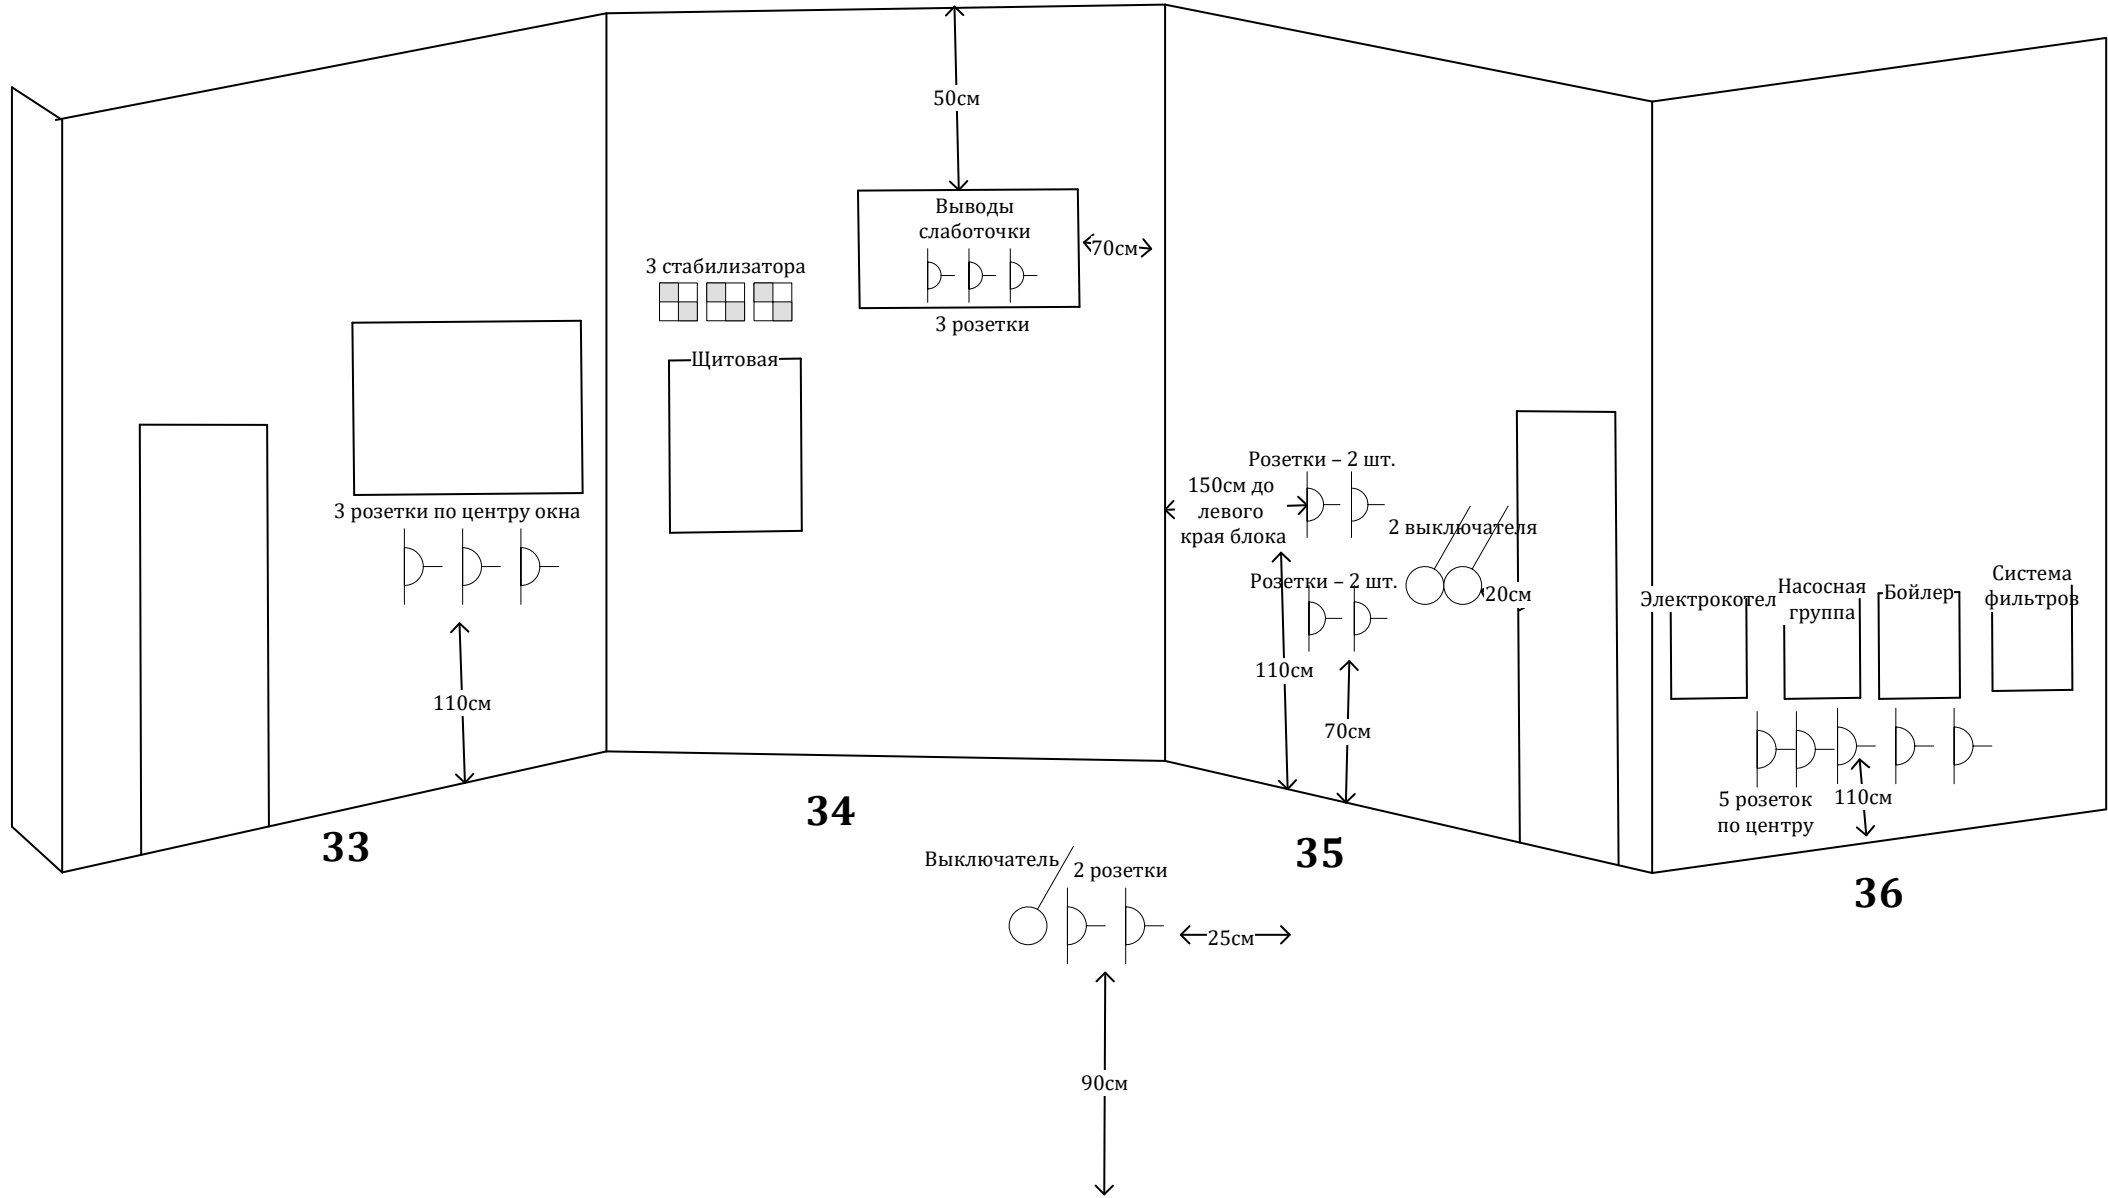 50см
Выводы
слаботочки
70см
3 розетки
3 стабилизатора
Щитовая
3 розетки по центру окна
110см
33
34
Розетки – 2 шт.
150см до
левого
края блока
2 выключателя
Розетки – 2 шт.
20см
110см
70см
35
Электрокотел
Насосная
группа
Бойлер
Система
фильтров
5 розеток
по центру
110см
36
Выключатель
2 розетки
25см
90см